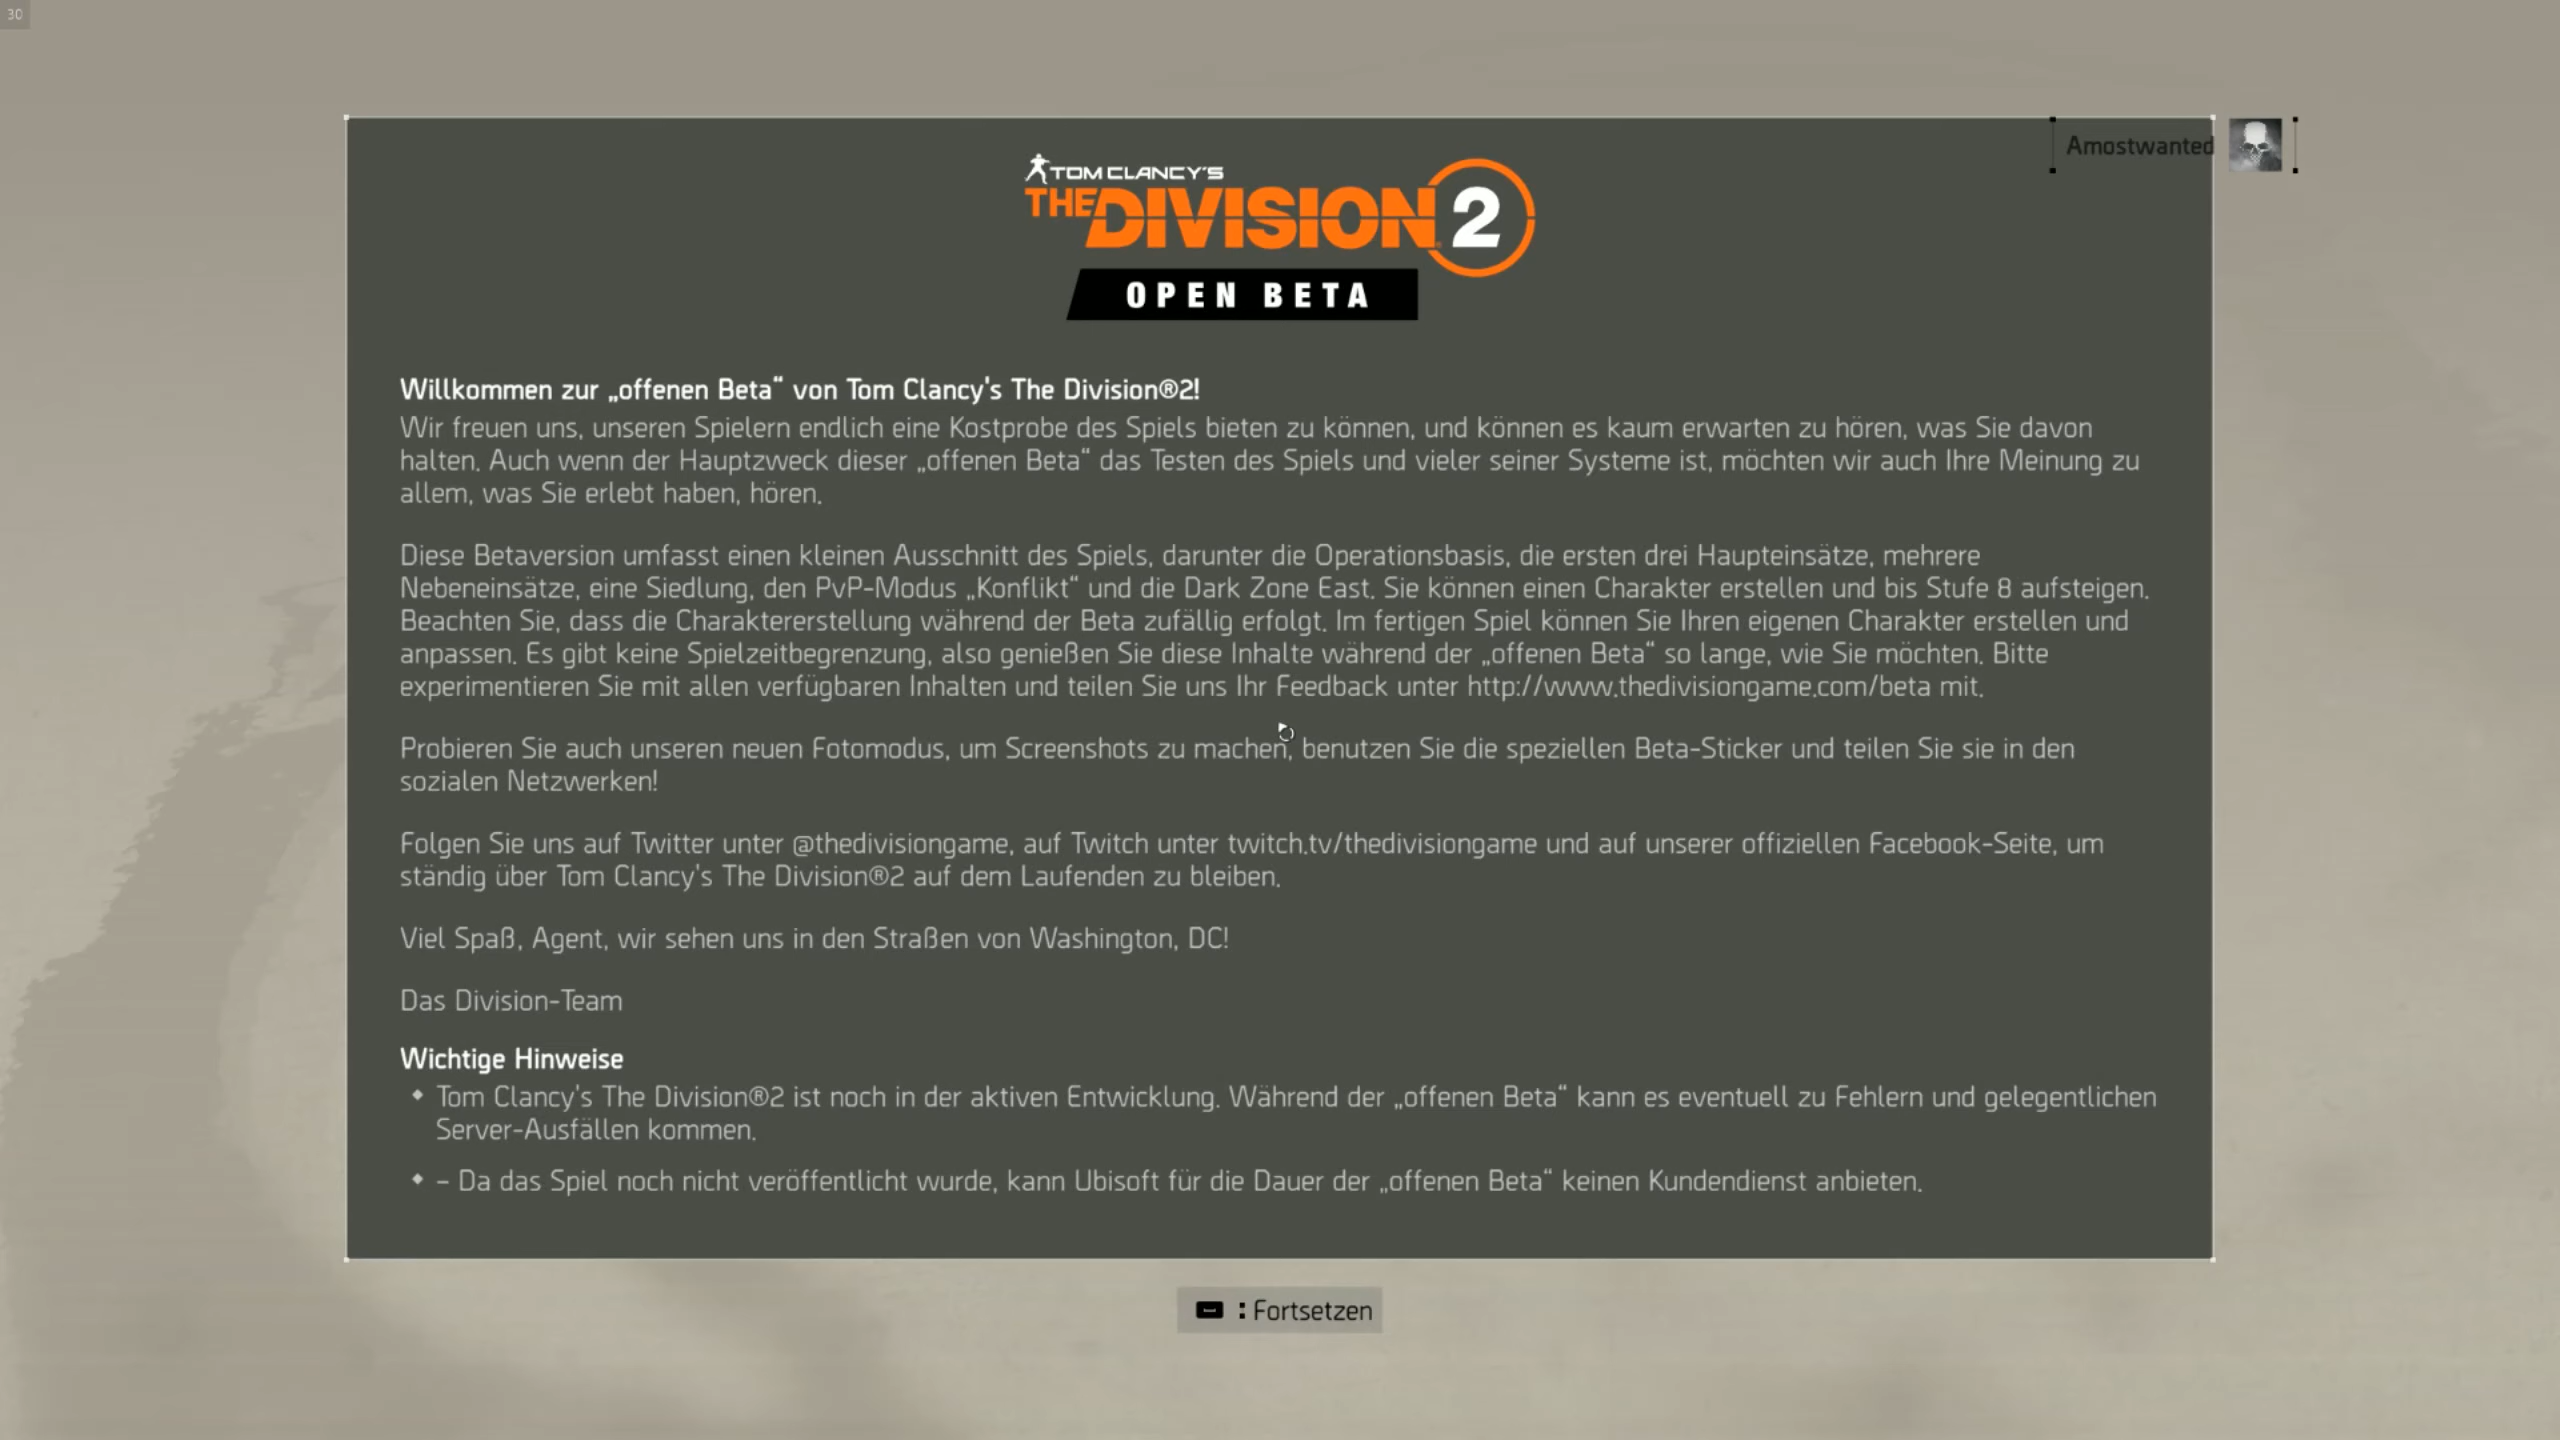 30
Amostwanted
TOM CLANCY'S
THE DIVISION 2
OPEN BETA
Willkommen zur „offenen Beta“ von Tom Clancy's The Division®2!
Wir freuen uns, unseren Spielern endlich eine Kostprobe des Spiels bieten zu können, und können es kaum erwarten zu hören, was Sie davon
halten. Auch wenn der Hauptzweck dieser „offenen Beta“ das Testen des Spiels und vieler seiner Systeme ist, möchten wir auch Ihre Meinung zu
allem, was Sie erlebt haben, hören.
Diese Betaversion umfasst einen kleinen Ausschnitt des Spiels, darunter die Operationsbasis, die ersten drei Haupteinsätze, mehrere
Nebeneinsätze, eine Siedlung, den PvP-Modus „Konflikt“ und die Dark Zone East. Sie können einen Charakter erstellen und bis Stufe 8 aufsteigen.
Beachten Sie, dass die Charaktererstellung während der Beta zufällig erfolgt. Im fertigen Spiel können Sie Ihren eigenen Charakter erstellen und
anpassen. Es gibt keine Spielzeitbegrenzung, also genießen Sie diese Inhalte während der „offenen Beta“ so lange, wie Sie möchten. Bitte
experimentieren Sie mit allen verfügbaren Inhalten und teilen Sie uns Ihr Feedback unter http://www.thedivisiongame.com/beta mit.
Probieren Sie auch unseren neuen Fotomodus, um Screenshots zu machen, benutzen Sie die speziellen Beta-Sticker und teilen Sie sie in den
sozialen Netzwerken!
Folgen Sie uns auf Twitter unter @thedivisiongame, auf Twitch unter twitch.tv/thedivisiongame und auf unserer offiziellen Facebook-Seite, um
ständig über Tom Clancy's The Division®2 auf dem Laufenden zu bleiben.
Viel Spaß, Agent, wir sehen uns in den Straßen von Washington, DC!
Das Division-Team
Wichtige Hinweise
◆ Tom Clancy's The Division®2 ist noch in der aktiven Entwicklung. Während der „offenen Beta“ kann es eventuell zu Fehlern und gelegentlichen
Server-Ausfällen kommen.
◆ – Da das Spiel noch nicht veröffentlicht wurde, kann Ubisoft für die Dauer der „offenen Beta“ keinen Kundendienst anbieten.
: Fortsetzen